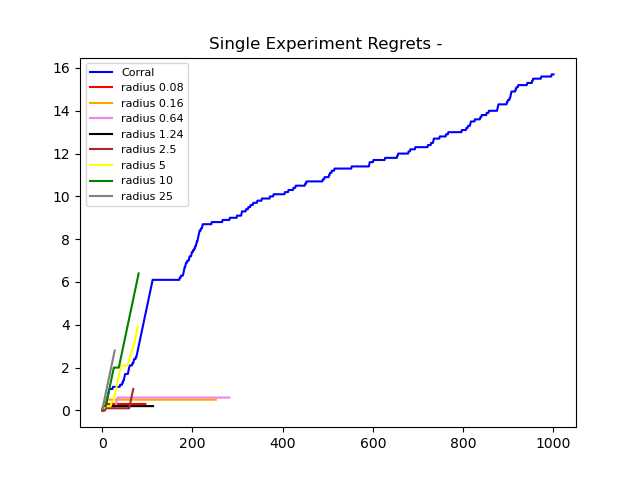 Single Experiment Regrets -
16
14
12
10
8
6
4
2
0
Corral
radius 0.08
radius 0.16
radius 0.64
radius 1.24
radius 2.5
radius 5
radius 10
radius 25
0 200 400 600 800 1000